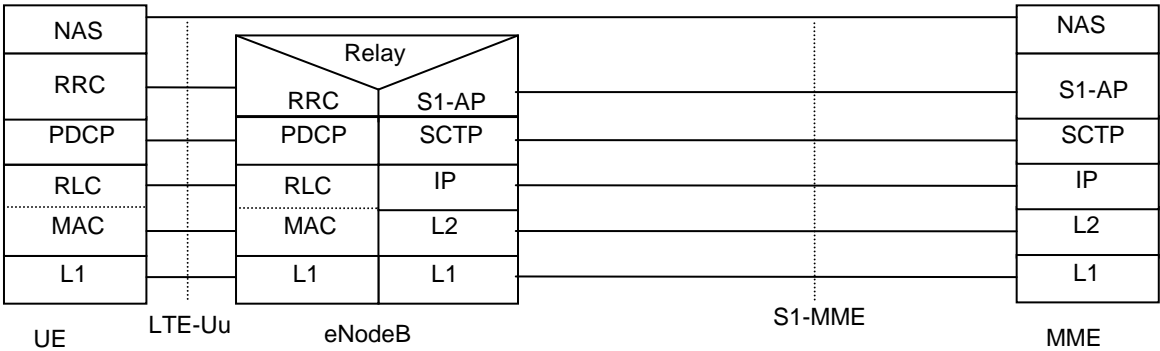 NAS
RRC
PDCP
RLC
MAC
L1
UE
LTE-Uu
Relay
RRC
S1-AP
PDCP
SCTP
RLC
IP
MAC
L2
L1
L1
eNodeB
S1-MME
NAS
S1-AP
SCTP
IP
L2
L1
MME